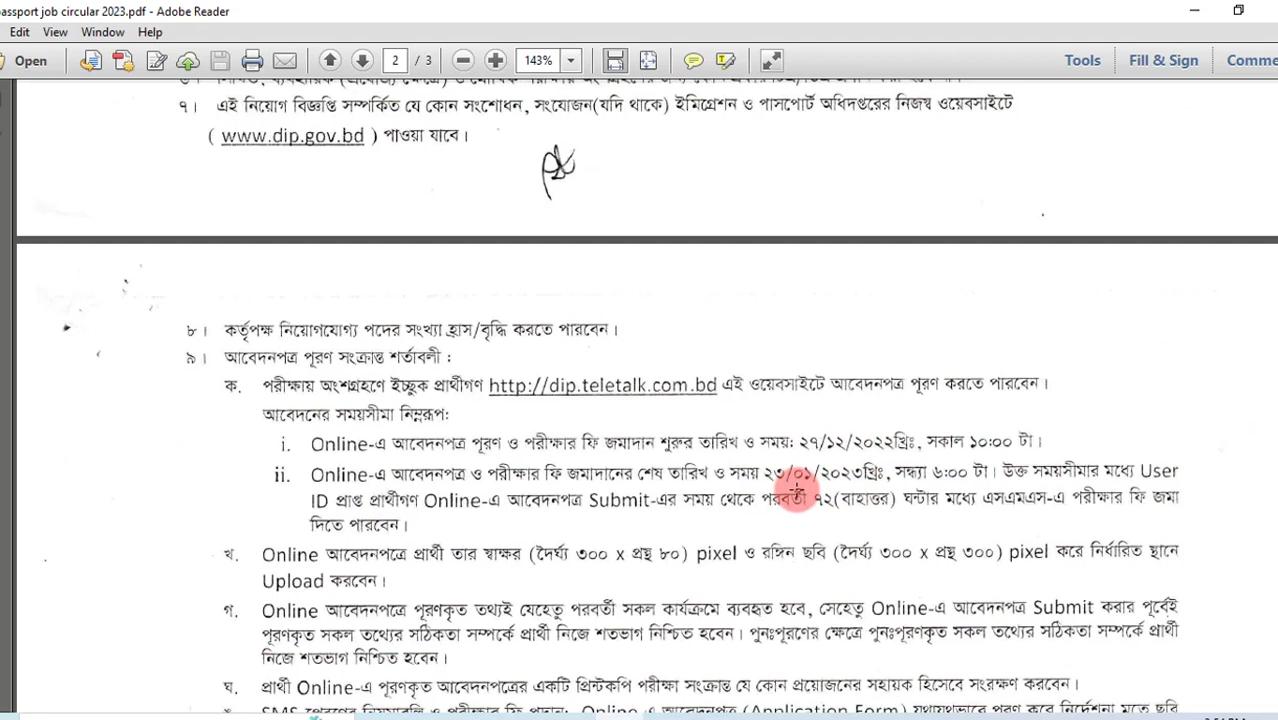 assport job circular 2023.pdf - Adobe Reader
Edit View Window Help
Open 2 / 3 143% Tools Fill & Sign Comme
৭। এই নিয়োগ বিজ্ঞপ্তি সম্পর্কিত যে কোন সংশোধন, সংযোজন(যদি থাকে) ইমিগ্রেশন ও পাসপোর্ট অধিদপ্তরের নিজস্ব ওয়েবসাইটে
( www.dip.gov.bd ) পাওয়া যাবে।
৮। কর্তৃপক্ষ নিয়োগযোগ্য পদের সংখ্যা হ্রাস/বৃদ্ধি করতে পারবেন।
৯। আবেদনপত্র পূরণ সংক্রান্ত শর্তাবলী :
ক. পরীক্ষায় অংশগ্রহণে ইচ্ছুক প্রার্থীগণ http://dip.teletalk.com.bd এই ওয়েবসাইটে আবেদনপত্র পূরণ করতে পারবেন।
আবেদনের সময়সীমা নিম্নরূপ:
i. Online-এ আবেদনপত্র পূরণ ও পরীক্ষার ফি জমাদান শুরুর তারিখ ও সময়: ২৭/১২/২০২২খ্রিঃ, সকাল ১০:০০ টা।
ii. Online-এ আবেদনপত্র ও পরীক্ষার ফি জমাদানের শেষ তারিখ ও সময় ২৩/০১/২০২৩খ্রিঃ, সন্ধ্যা ৬:০০ টা। উক্ত সময়সীমার মধ্যে User
ID প্রাপ্ত প্রার্থীগণ Online-এ আবেদনপত্র Submit-এর সময় থেকে পরবর্তী ৭২(বাহাত্তর) ঘন্টার মধ্যে এসএমএস-এ পরীক্ষার ফি জমা
দিতে পারবেন।
খ. Online আবেদনপত্রে প্রার্থী তার স্বাক্ষর (দৈর্ঘ্য ৩০০ x প্রস্থ ৮০) pixel ও রঙ্গিন ছবি (দৈর্ঘ্য ৩০০ x প্রস্থ ৩০০) pixel করে নির্ধারিত স্থানে
Upload করবেন।
গ. Online আবেদনপত্রে পূরণকৃত তথ্যই যেহেতু পরবর্তী সকল কার্যক্রমে ব্যবহৃত হবে, সেহেতু Online-এ আবেদনপত্র Submit করার পূর্বেই
পূরণকৃত সকল তথ্যের সঠিকতা সম্পর্কে প্রার্থী নিজে শতভাগ নিশ্চিত হবেন। পুনঃপূরণের ক্ষেত্রে পুনঃপূরণকৃত সকল তথ্যের সঠিকতা সম্পর্কে প্রার্থী
নিজে শতভাগ নিশ্চিত হবেন।
ঘ. প্রার্থী Online-এ পূরণকৃত আবেদনপত্রের একটি প্রিন্টকপি পরীক্ষা সংক্রান্ত যে কোন প্রয়োজনের সহায়ক হিসেবে সংরক্ষণ করবেন।